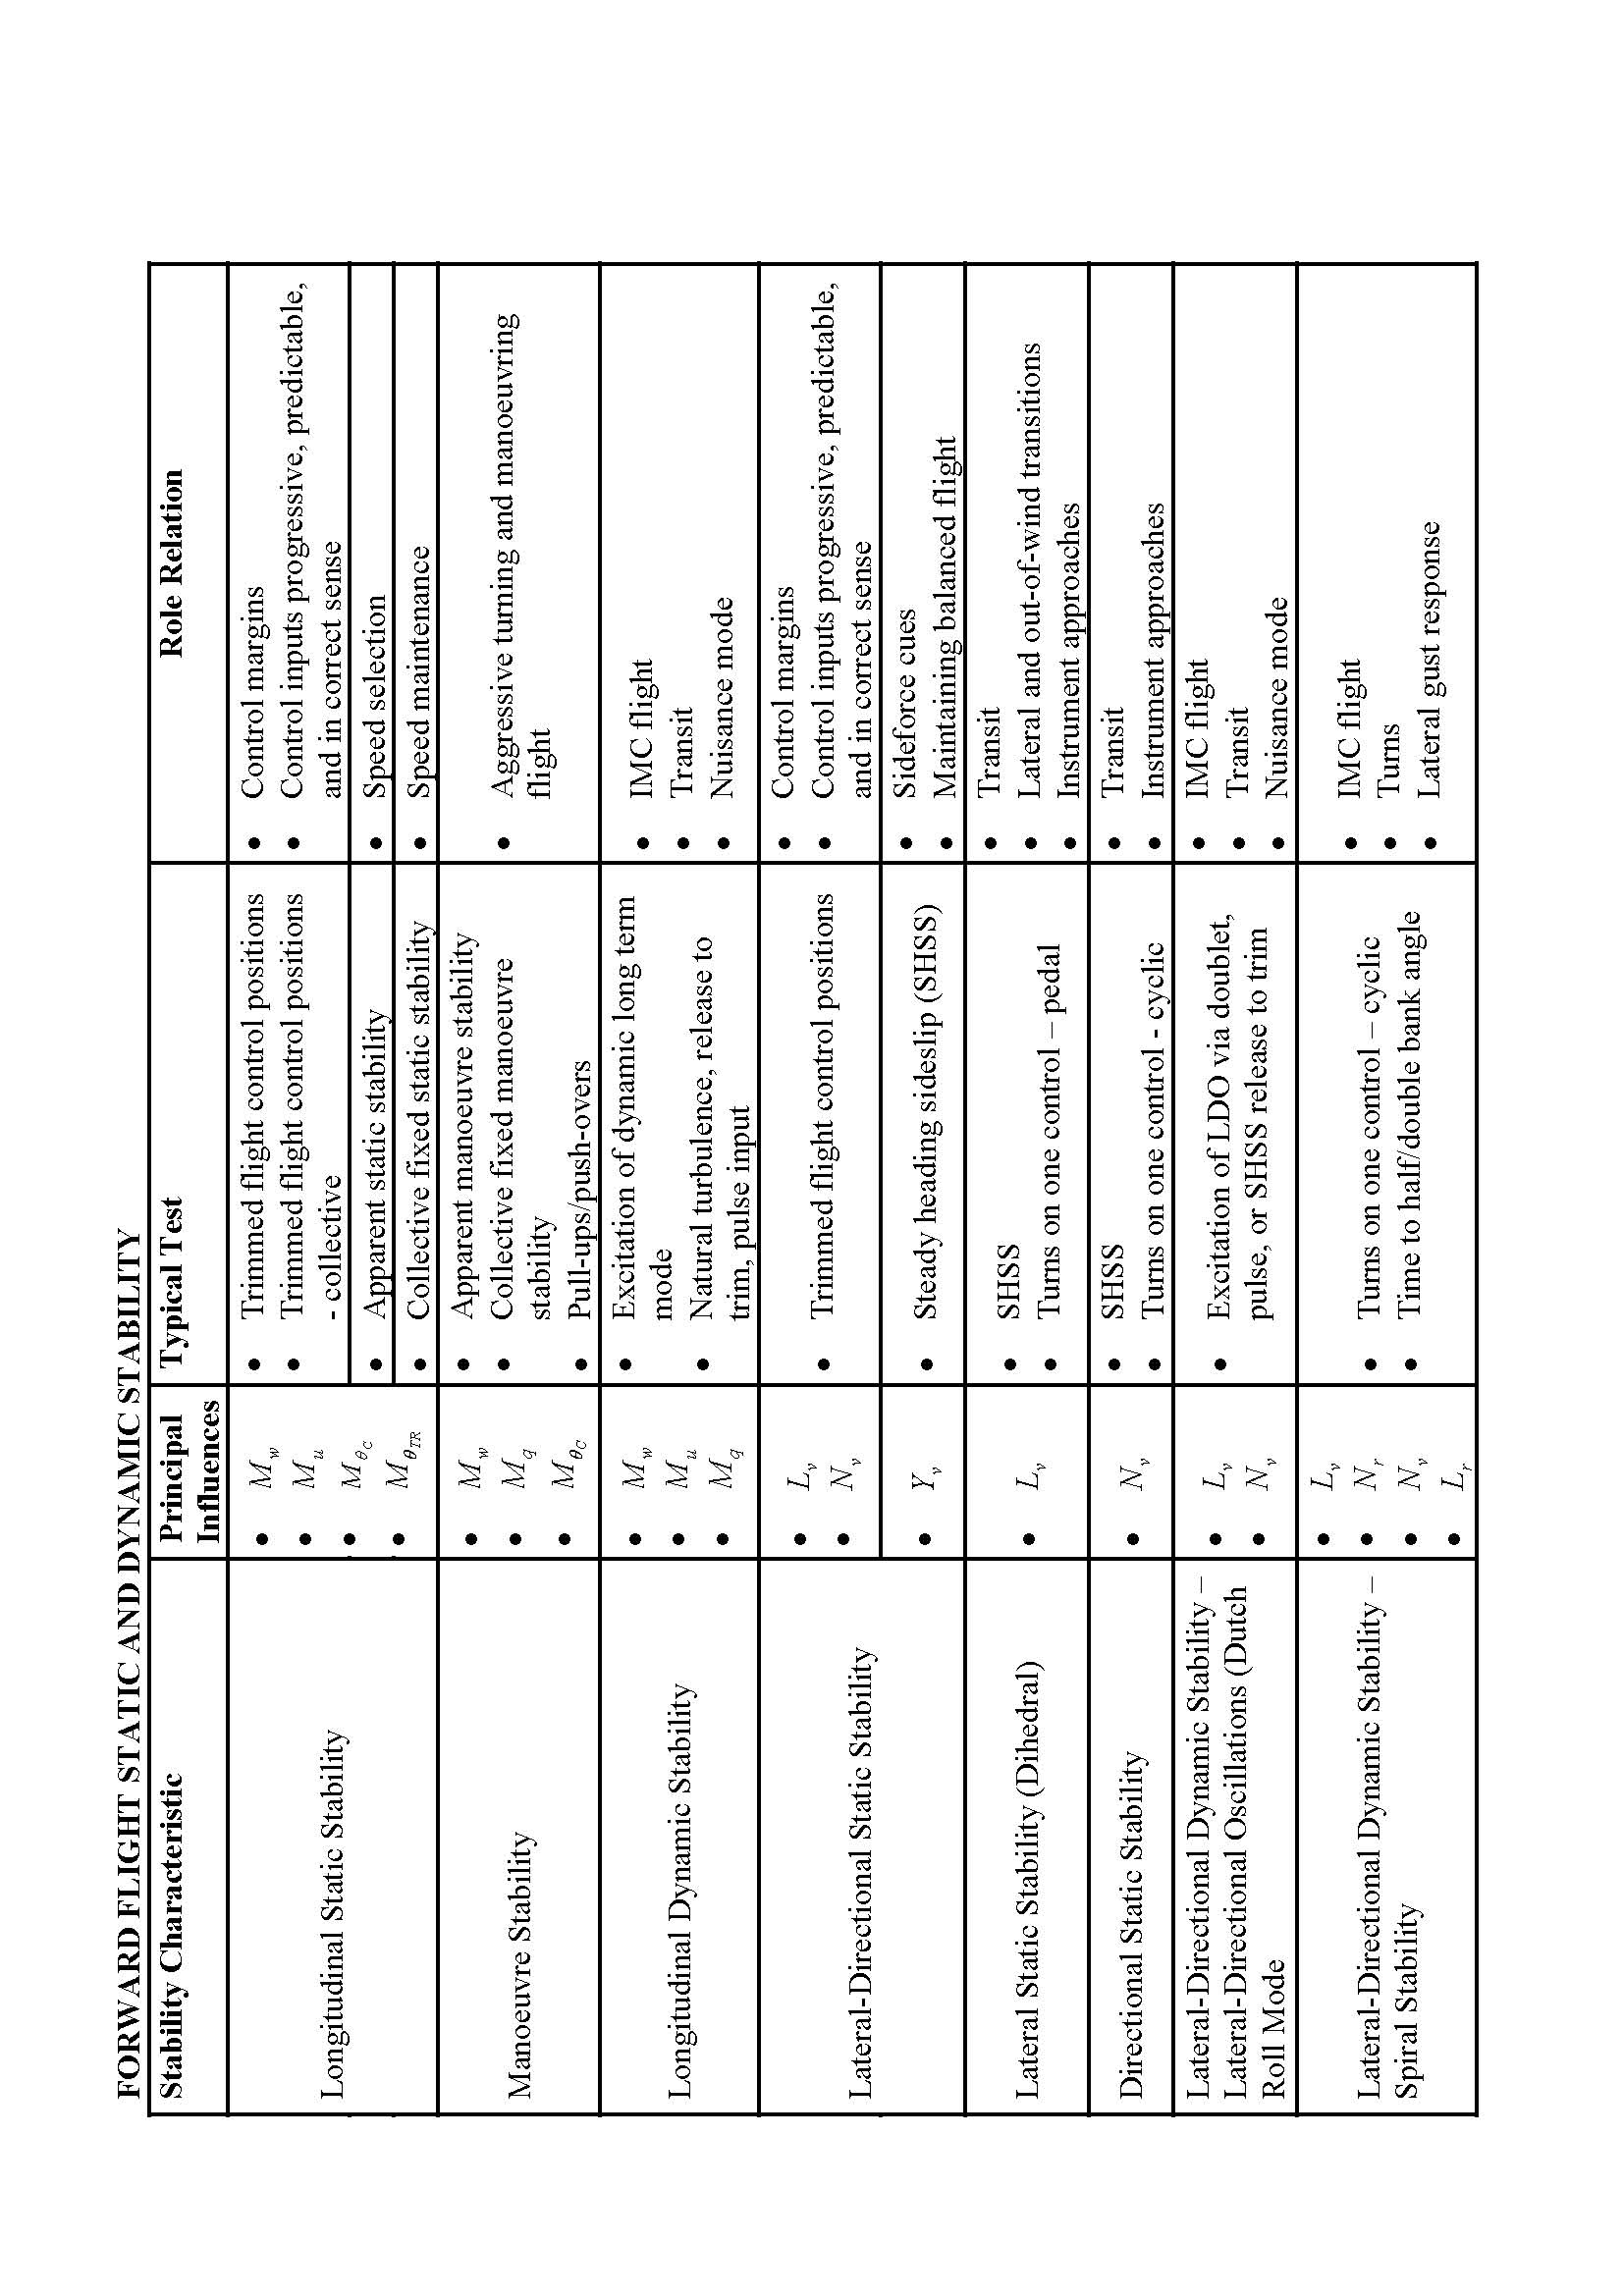 FORWARD FLIGHT STATIC AND DYNAMIC STABILITY
Stability Characteristic
Principal
Influences
Typical Test
Role Relation
Longitudinal Static Stability
• M_w
• M_u
• M_θ_C
• M_θ_TR
• Trimmed flight control positions
• Trimmed flight control positions
- collective
• Control margins
• Control inputs progressive, predictable,
and in correct sense
• Apparent static stability
• Speed selection
• Collective fixed static stability
• Speed maintenance
Manoeuvre Stability
• M_w
• M_q
• M_θ_C
• Apparent manoeuvre stability
• Collective fixed manoeuvre
stability
• Pull-ups/push-overs
• Aggressive turning and manoeuvring
flight
Longitudinal Dynamic Stability
• M_w
• M_u
• M_q
• Excitation of dynamic long term
mode
• Natural turbulence, release to
trim, pulse input
• IMC flight
• Transit
• Nuisance mode
Lateral-Directional Static Stability
• L_v
• N_v
• Trimmed flight control positions
• Control margins
• Control inputs progressive, predictable,
and in correct sense
• Y_v
• Steady heading sideslip (SHSS)
• Sideforce cues
• Maintaining balanced flight
Lateral Static Stability (Dihedral)
• L_v
• SHSS
• Turns on one control – pedal
• Transit
• Lateral and out-of-wind transitions
• Instrument approaches
Directional Static Stability
• N_v
• SHSS
• Turns on one control - cyclic
• Transit
• Instrument approaches
Lateral-Directional Dynamic Stability –
Lateral-Directional Oscillations (Dutch
Roll Mode
• L_v
• N_v
• Excitation of LDO via doublet,
pulse, or SHSS release to trim
• IMC flight
• Transit
• Nuisance mode
Lateral-Directional Dynamic Stability –
Spiral Stability
• L_v
• N_r
• N_v
• L_r
• Turns on one control – cyclic
• Time to half/double bank angle
• IMC flight
• Turns
• Lateral gust response